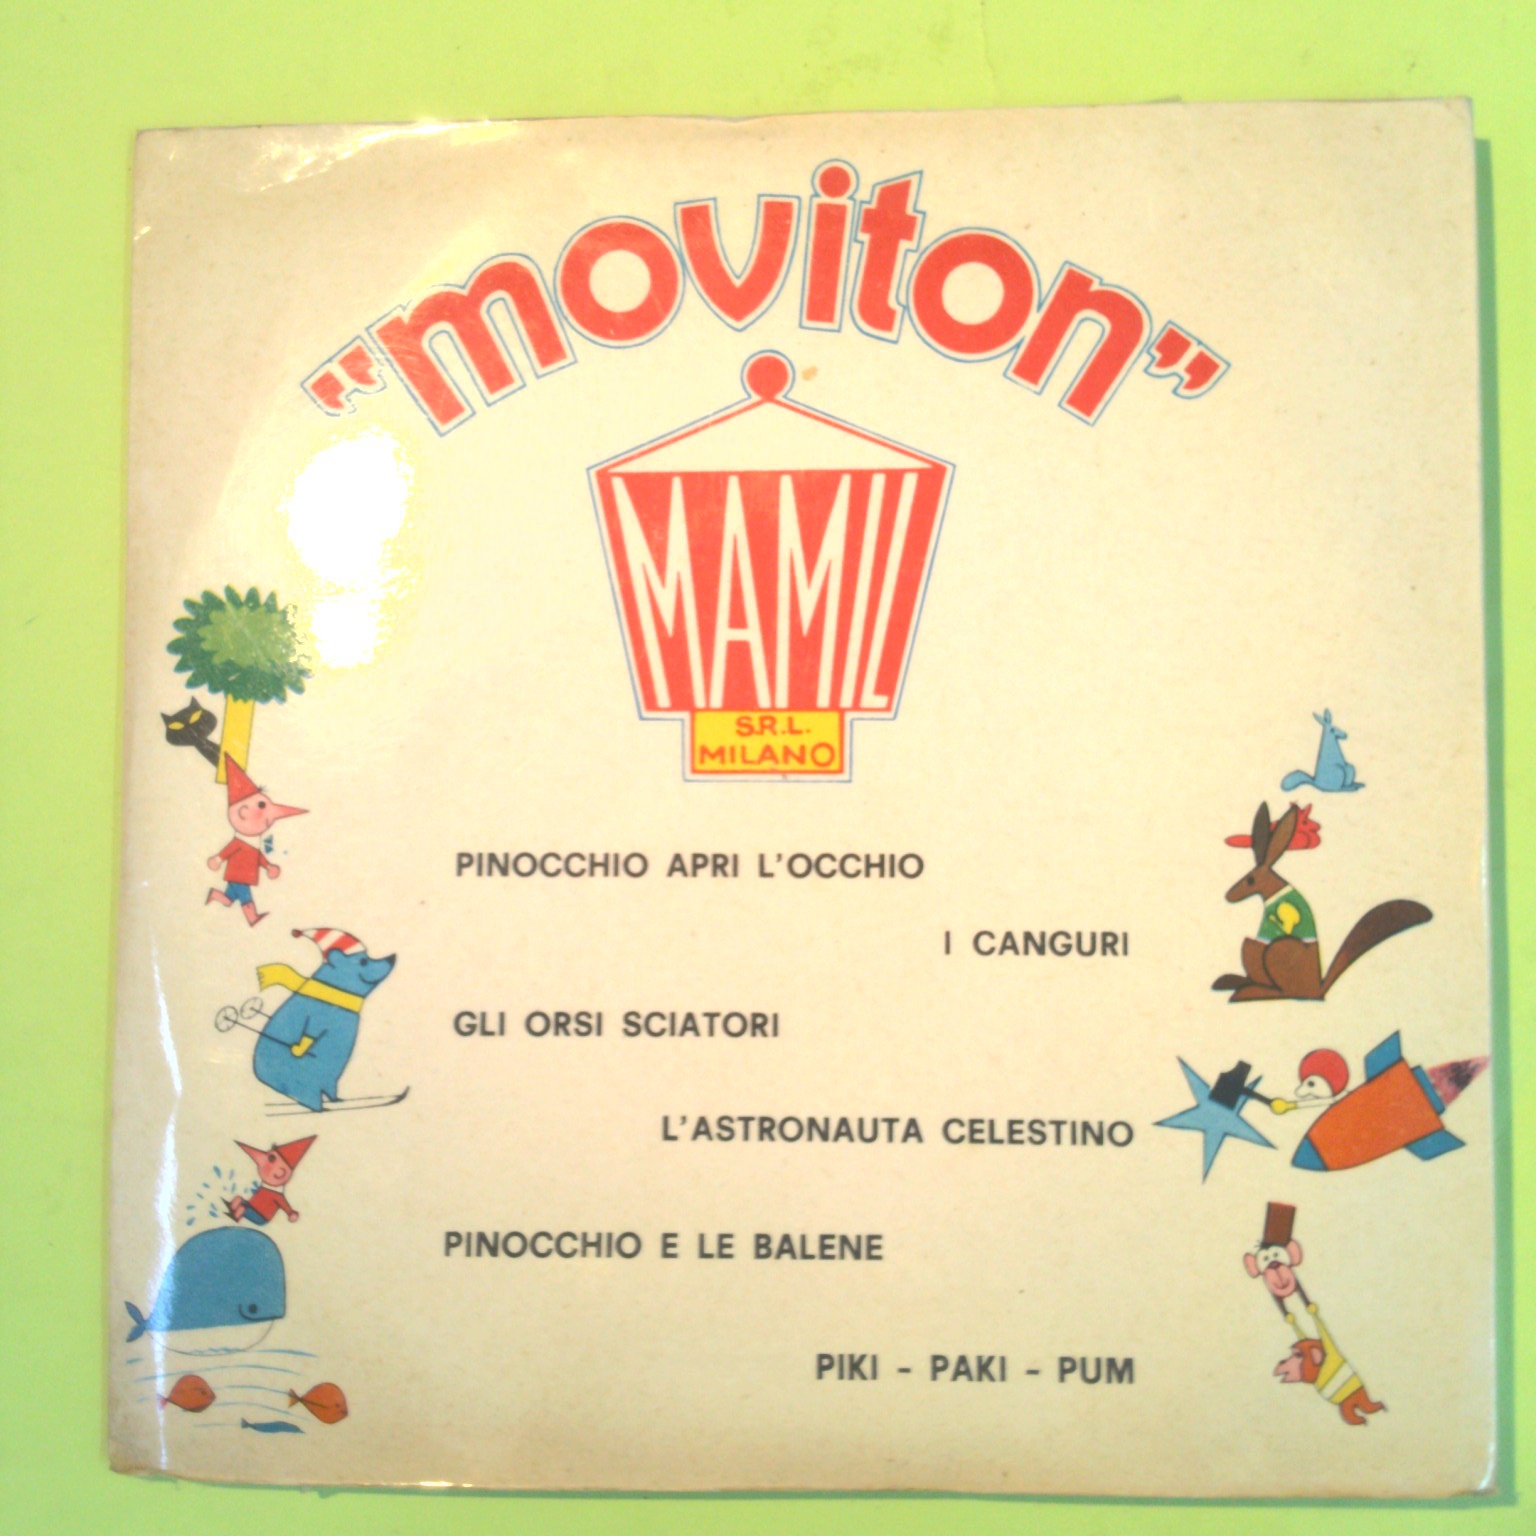 "moviton"
MAMIL
S.R.L.
MILANO
PINOCCHIO APRI L'OCCHIO
I CANGURI
GLI ORSI SCIATORI
L'ASTRONAUTA CELESTINO
PINOCCHIO E LE BALENE
PIKI - PAKI - PUM